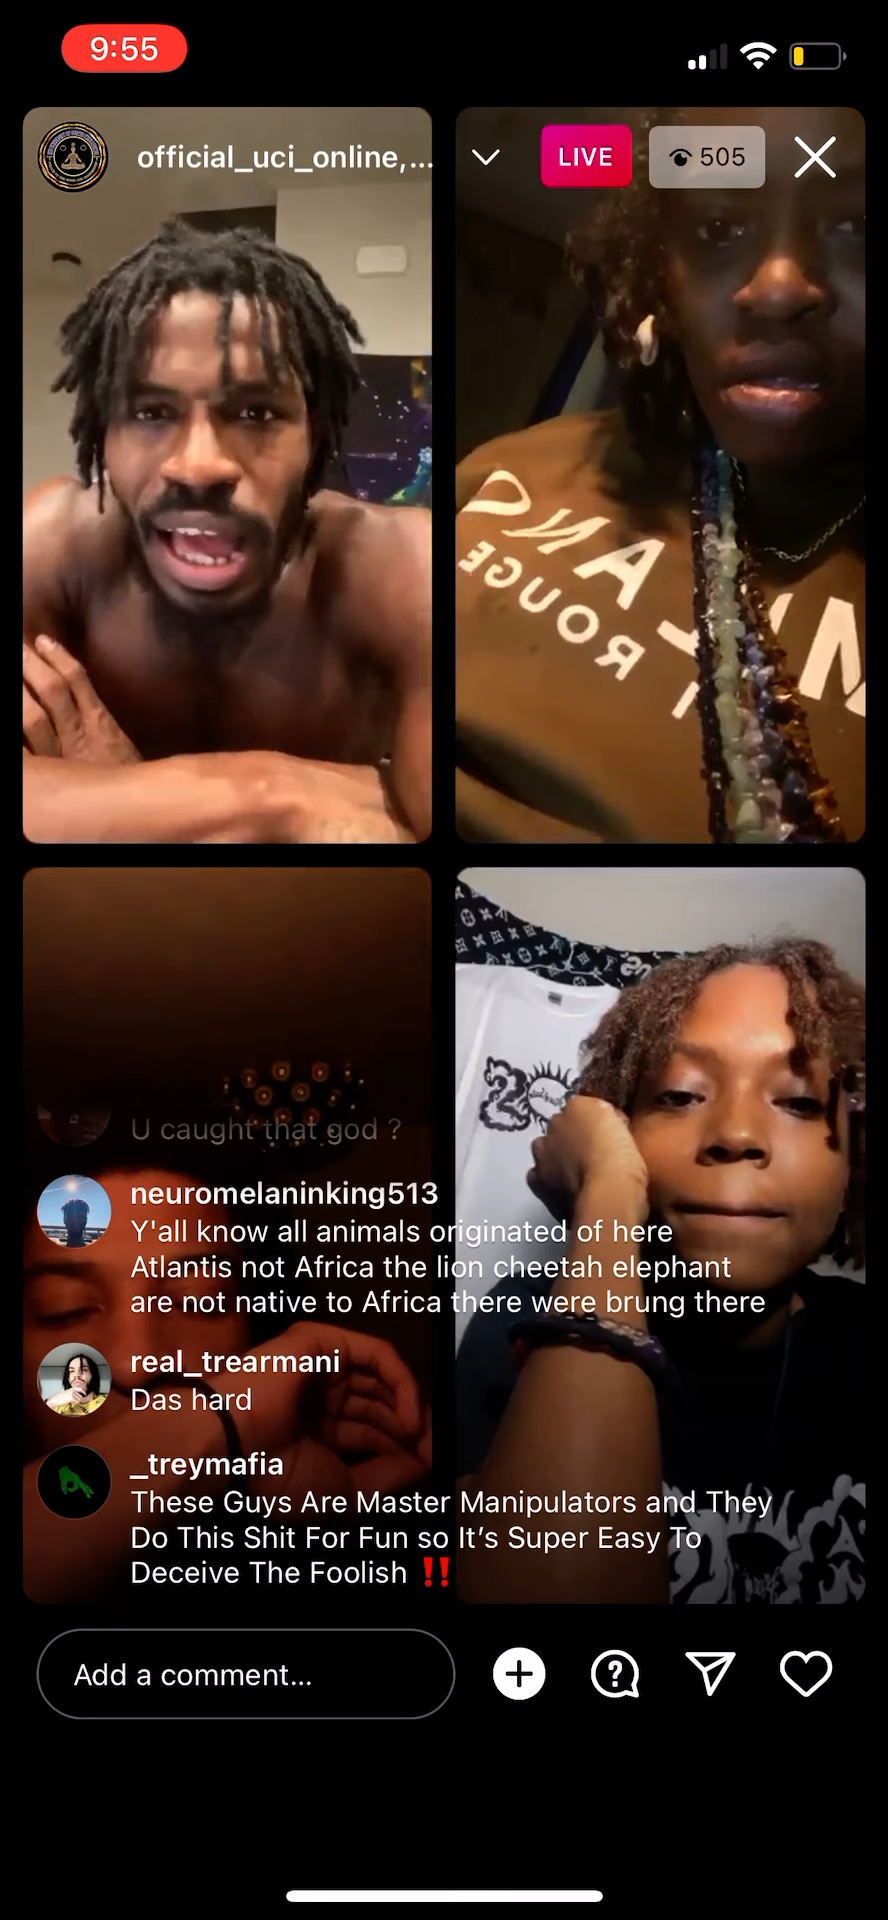 9:55
official_uci_online,...
LIVE
505
ROUGE
U caught that god ?
neuromelaninking513
Y'all know all animals originated of here
Atlantis not Africa the lion cheetah elephant
are not native to Africa there were brung there
real_trearmani
Das hard
_treymafia
These Guys Are Master Manipulators and They
Do This Shit For Fun so It’s Super Easy To
Deceive The Foolish ‼️
Add a comment...